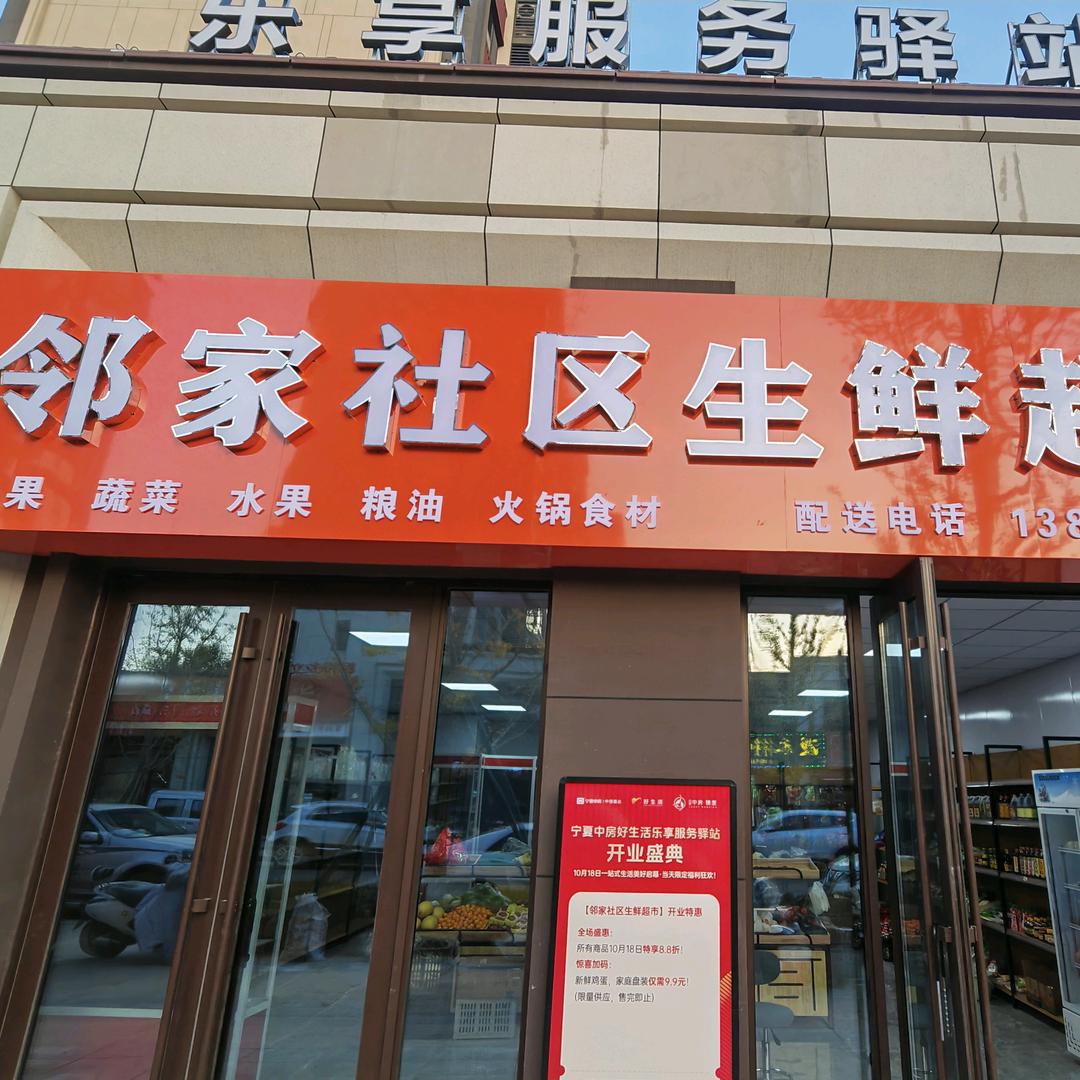 乐享服务驿站
邻家社区生鲜超
果 蔬菜 水果 粮油 火锅食材 配送电话 138
好生活
宁夏中房好生活乐享服务驿站
开业盛典
10月18日一站式生活美好启幕·当天限定福利狂欢!
【邻家社区生鲜超市】开业特惠
全场盛惠:
所有商品10月18日特享8.8折!
惊喜加码:
新鲜鸡蛋,家庭盘装仅需9.9元!
(限量供应,售完即止)